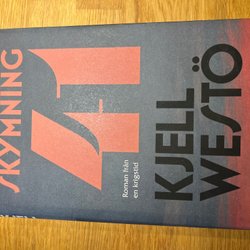 SKYMNING
41
Roman från
en krigstid
KJELL
WESTÖ